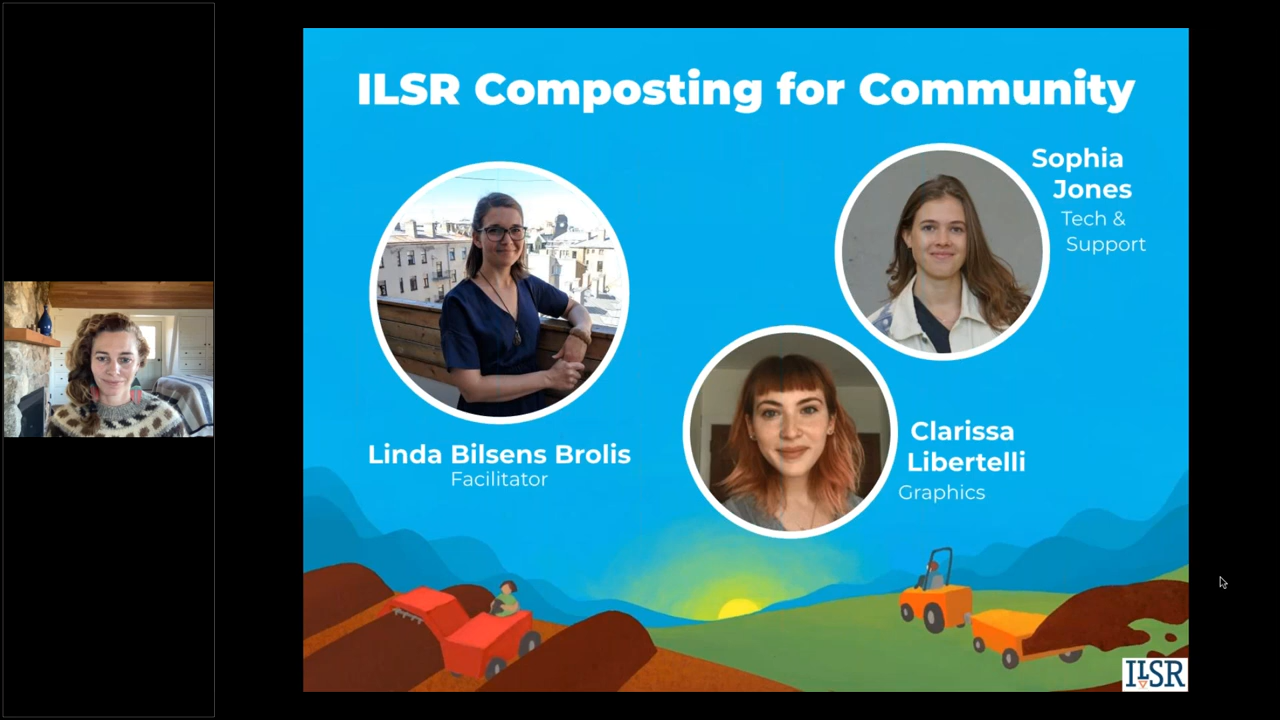 ILSR Composting for Community
Sophia
Jones
Tech &
Support
Linda Bilsens Brolis
Facilitator
Clarissa
Libertelli
Graphics
ILSR